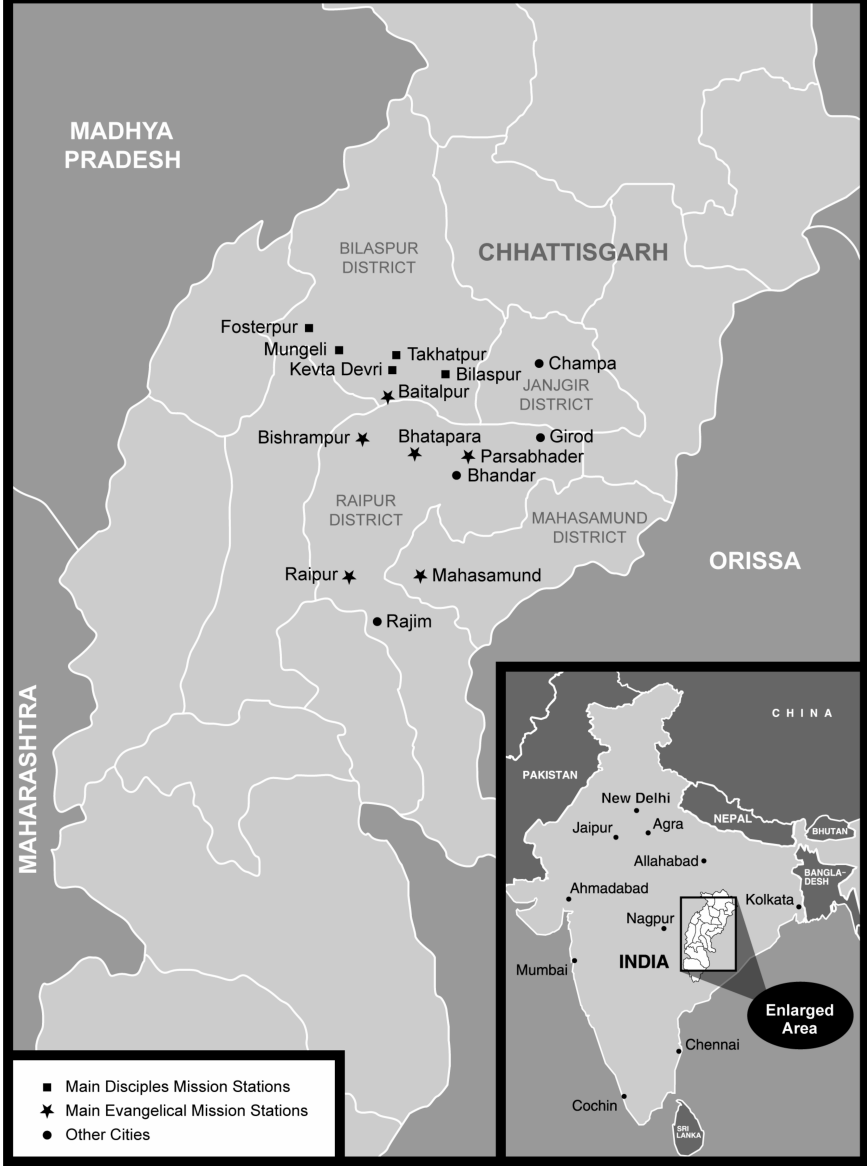 MADHYA
PRADESH
BILASPUR
DISTRICT
CHHATTISGARH
Fosterpur
Mungeli
Takhatpur
Kevta Devri
Bilaspur
Champa
JANJGIR
DISTRICT
Baitalpur
Bishrampur
Bhatapara
Girod
Parsabhader
Bhandar
RAIPUR
DISTRICT
MAHASAMUND
DISTRICT
ORISSA
Raipur
Mahasamund
Rajim
MAHARASHTRA
CHINA
PAKISTAN
New Delhi
NEPAL
Jaipur
Agra
BHUTAN
Allahabad
BANGLA-
DESH
Ahmadabad
Kolkata
Nagpur
INDIA
Mumbai
Enlarged
Area
Chennai
Cochin
SRI
LANKA
Main Disciples Mission Stations
Main Evangelical Mission Stations
Other Cities